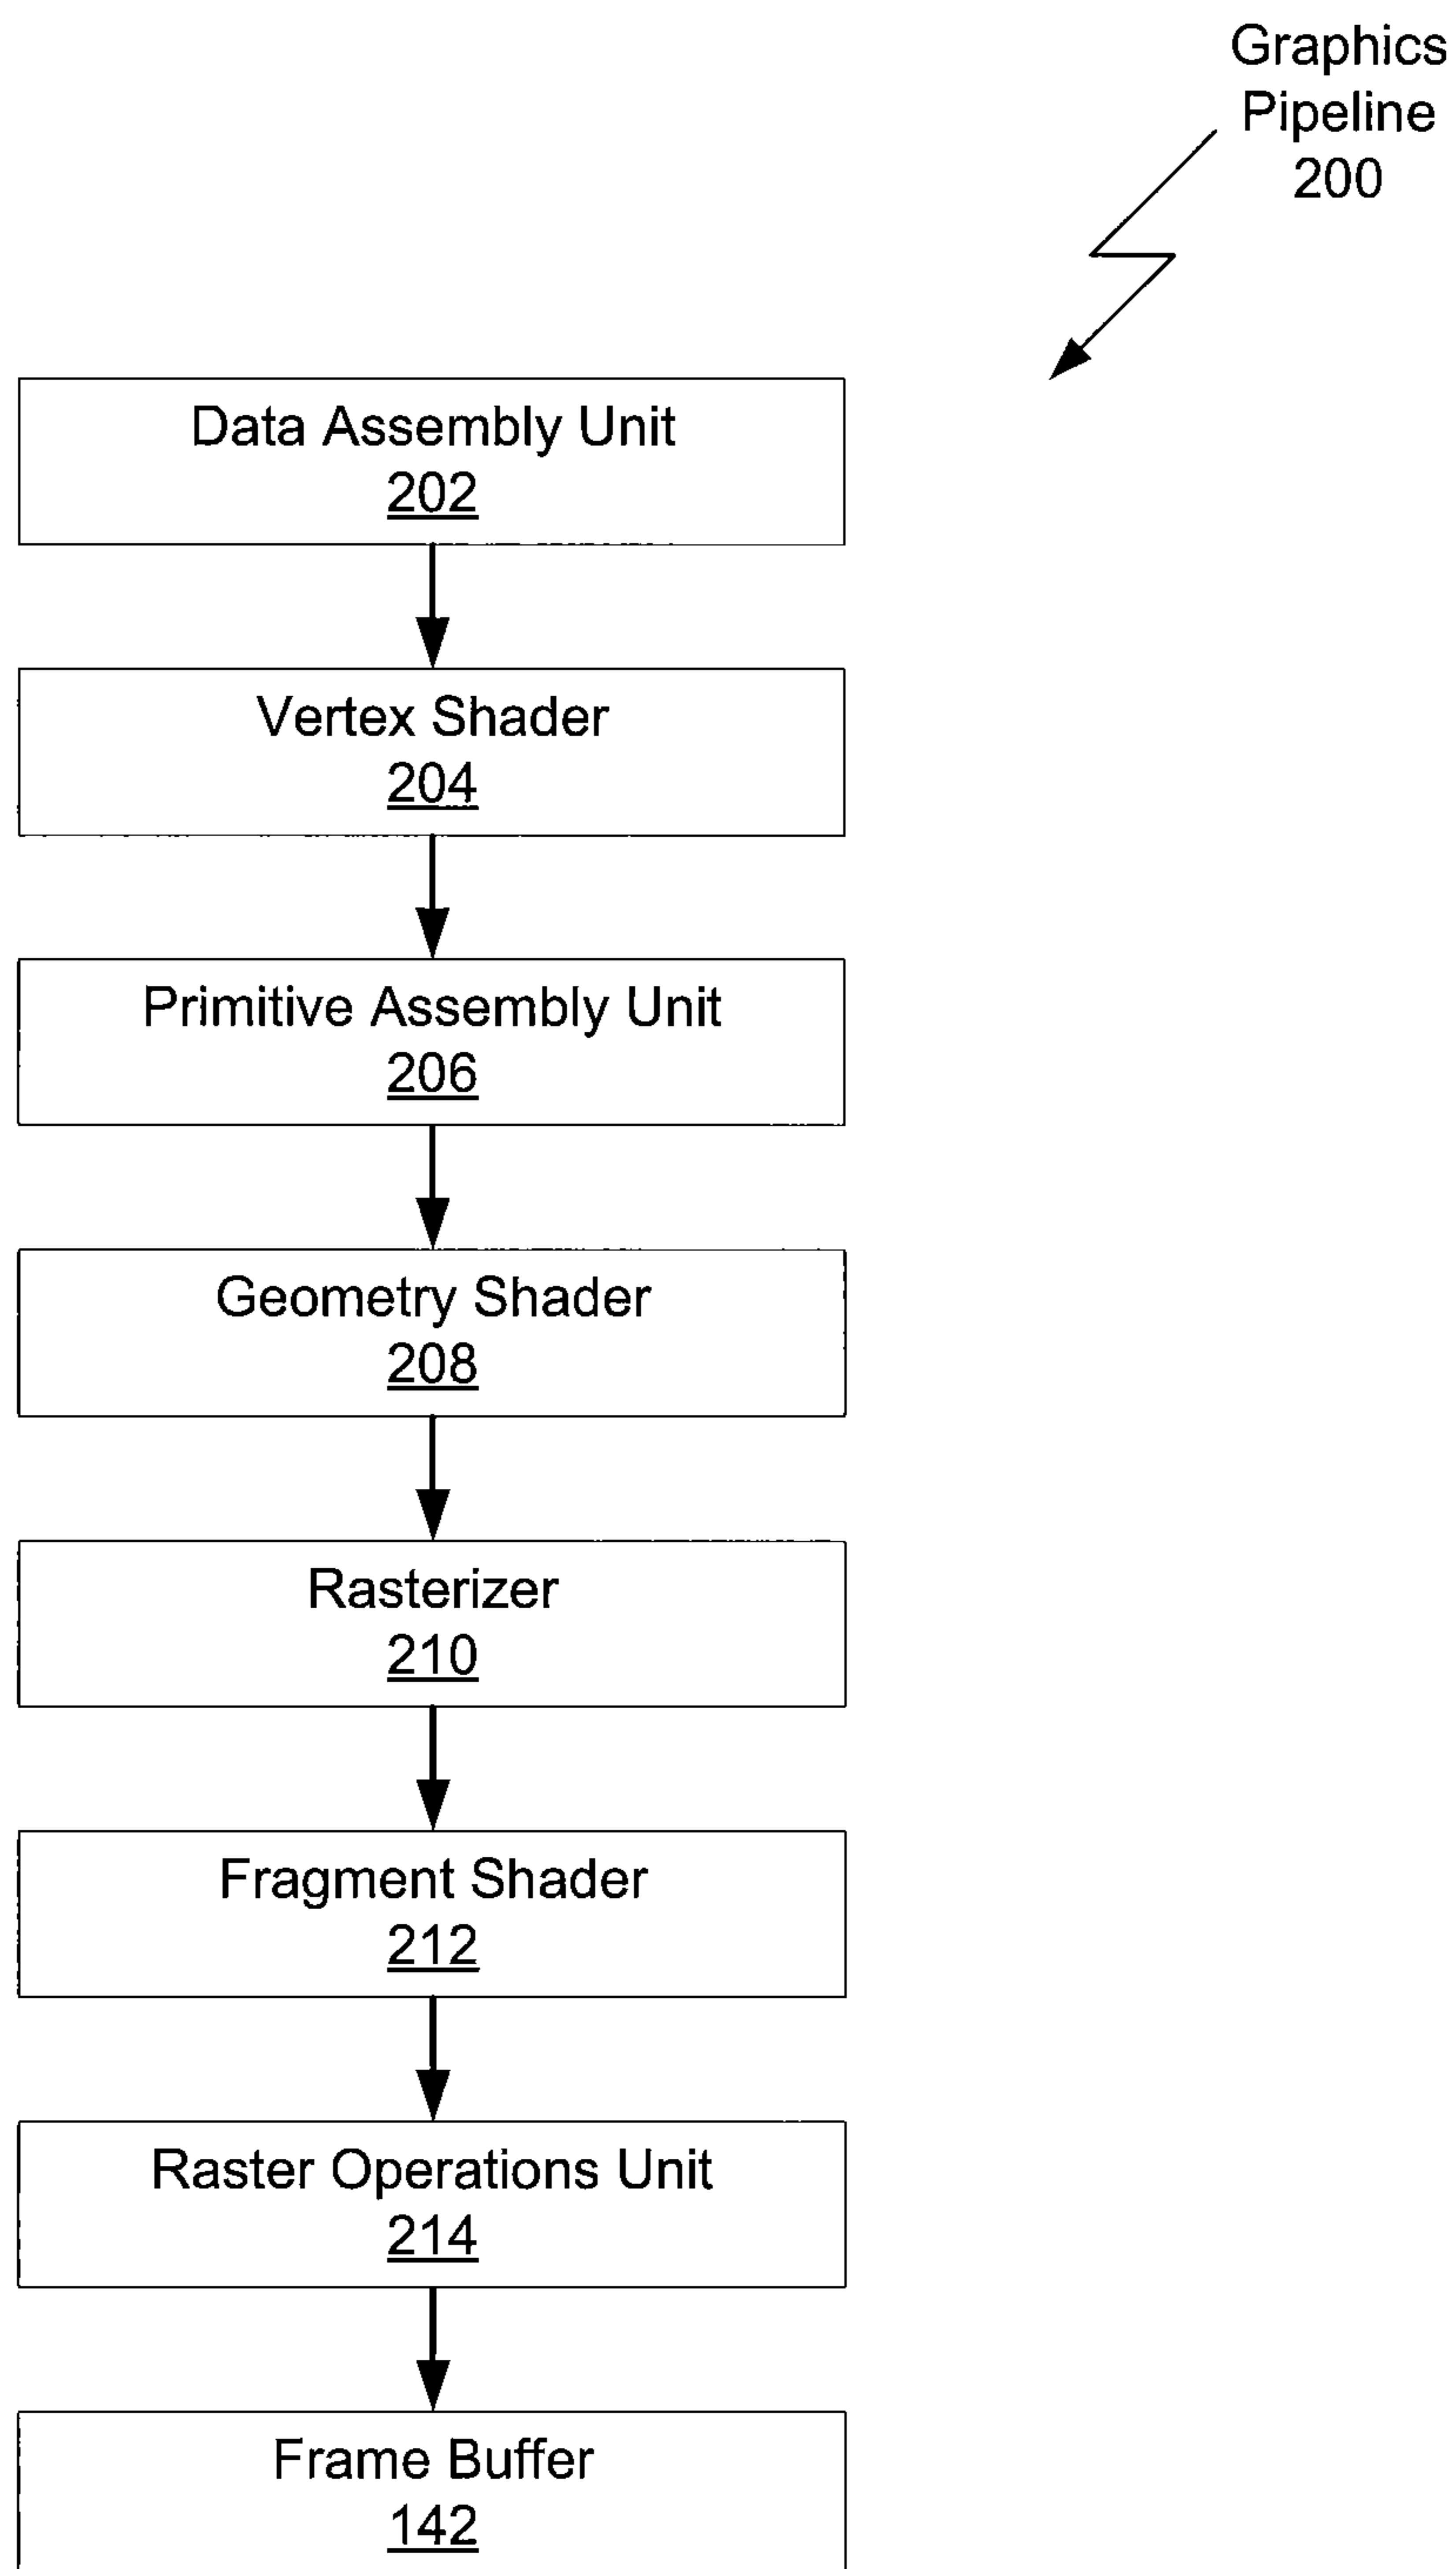 Graphics
Pipeline
200
Data Assembly Unit
202
Vertex Shader
204
Primitive Assembly Unit
206
Geometry Shader
208
Rasterizer
210
Fragment Shader
212
Raster Operations Unit
214
Frame Buffer
142